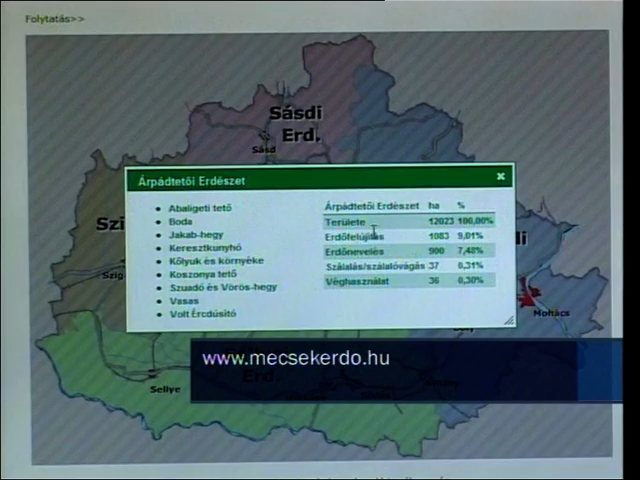 Folytatás>>
Sásdi
Erd.
Sásd
Árpádtetői Erdészet
Abaligeti tető
Boda
Jakab-hegy
Keresztkunyhó
Kőlyuk és környéke
Koszonya tető
Szuadó és Vörös-hegy
Vasas
Volt Ércdúsító
Árpádtetői Erdészet ha %
Területe 12023 100,00%
Erdőfelújítás 1083 9,01%
Erdőnevelés 900 7,48%
Szálalás/szálalóvágás 37 0,31%
Véghasználat 36 0,30%
Szi
Szig
li
Mohács
www.mecsekerdo.hu
Erd.
Sellye